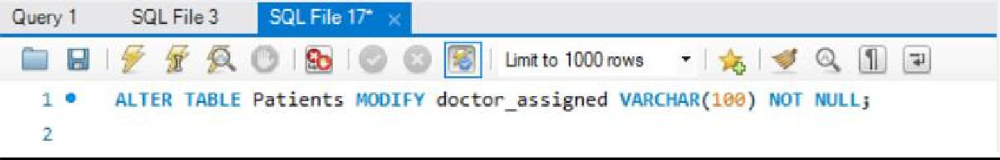 Query 1 SQL File 3 SQL File 17*
Limit to 1000 rows
1 ALTER TABLE Patients MODIFY doctor_assigned VARCHAR(100) NOT NULL;
2